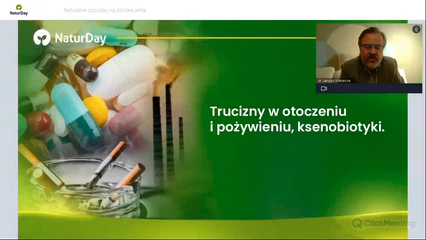 NaturDay
Naturalne sposoby na zdrowe jelita
NaturDay
Trucizny w otoczeniu
i pożywieniu, ksenobiotyki.
ClickMeeting